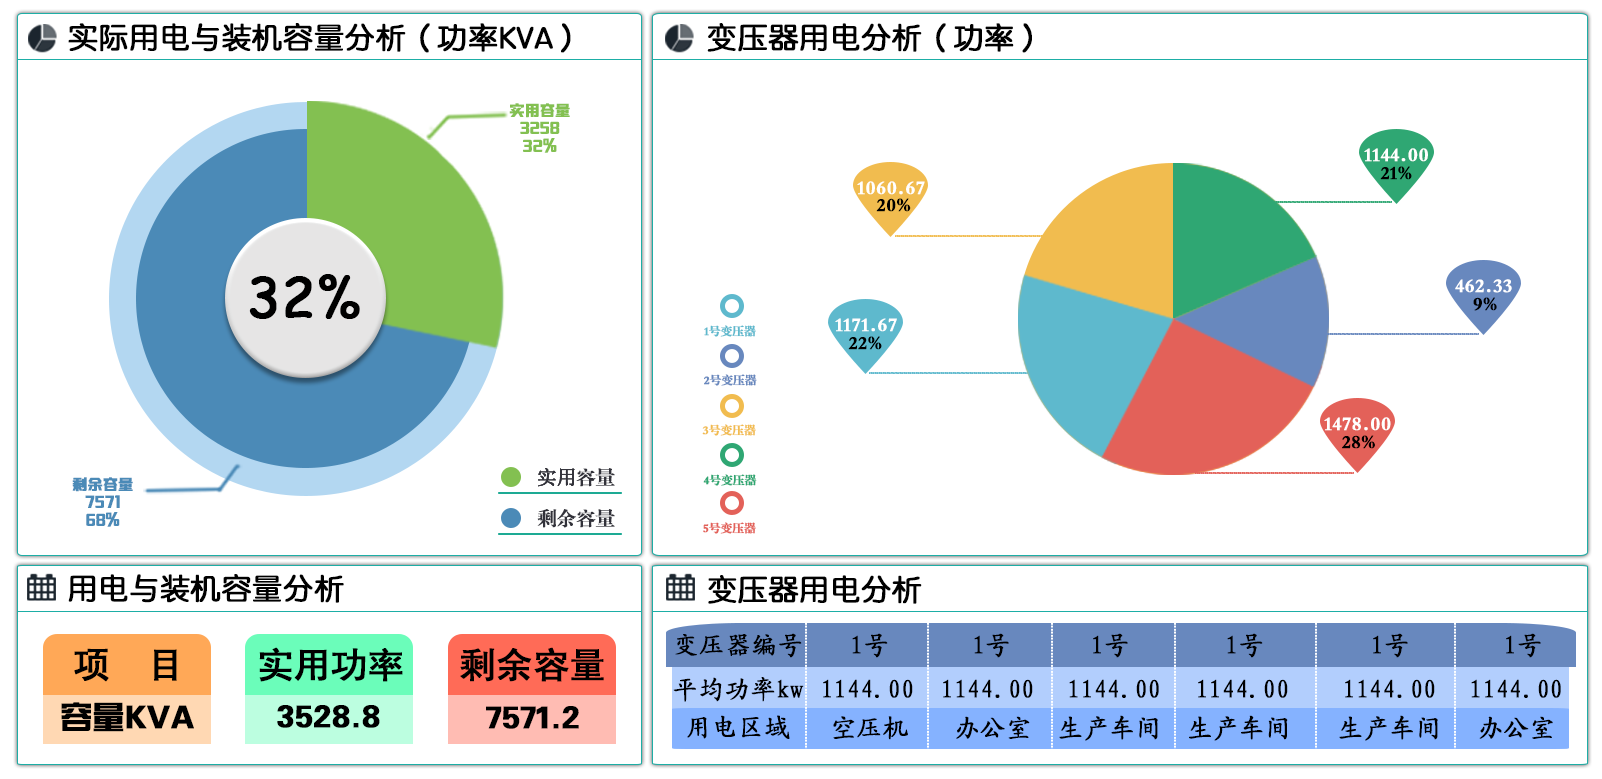 实际用电与装机容量分析（功率KVA）
实用容量
3258
32%
32%
剩余容量
7571
68%
实用容量
剩余容量
变压器用电分析（功率）
1144.00
21%
1060.67
20%
462.33
9%
1171.67
22%
1478.00
28%
1号变压器
2号变压器
3号变压器
4号变压器
5号变压器
用电与装机容量分析
项 目 实用功率 剩余容量
容量KVA 3528.8 7571.2
变压器用电分析
变压器编号 1号 1号 1号 1号 1号 1号
平均功率kw 1144.00 1144.00 1144.00 1144.00 1144.00 1144.00
用电区域 空压机 办公室 生产车间 生产车间 生产车间 办公室